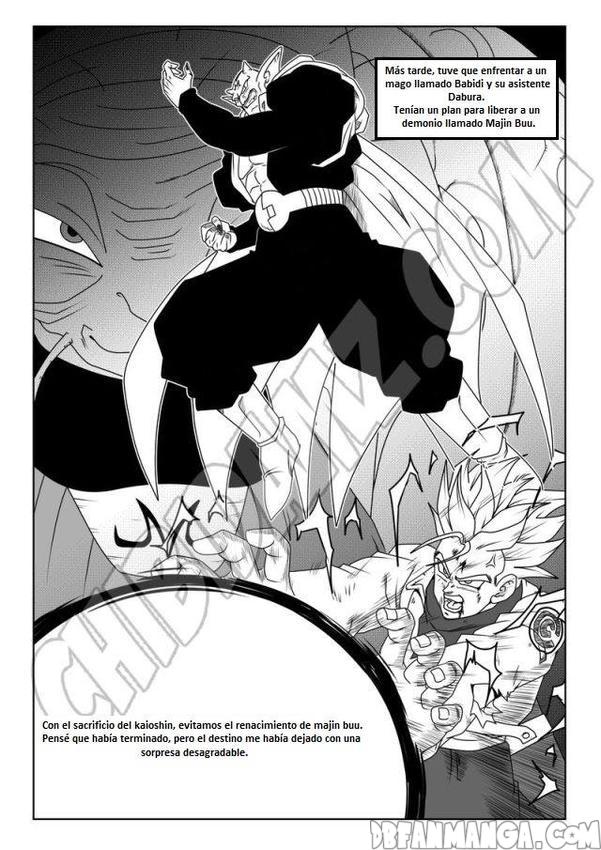 Más tarde, tuve que enfrentar a un
mago llamado Babidi y su asistente
Dabura.
Tenían un plan para liberar a un
demonio llamado Majin Buu.
Con el sacrificio del kaioshin, evitamos el renacimiento de majin buu.
Pensé que había terminado, pero el destino me había dejado con una
sorpresa desagradable.
DBFANMANGA.COM